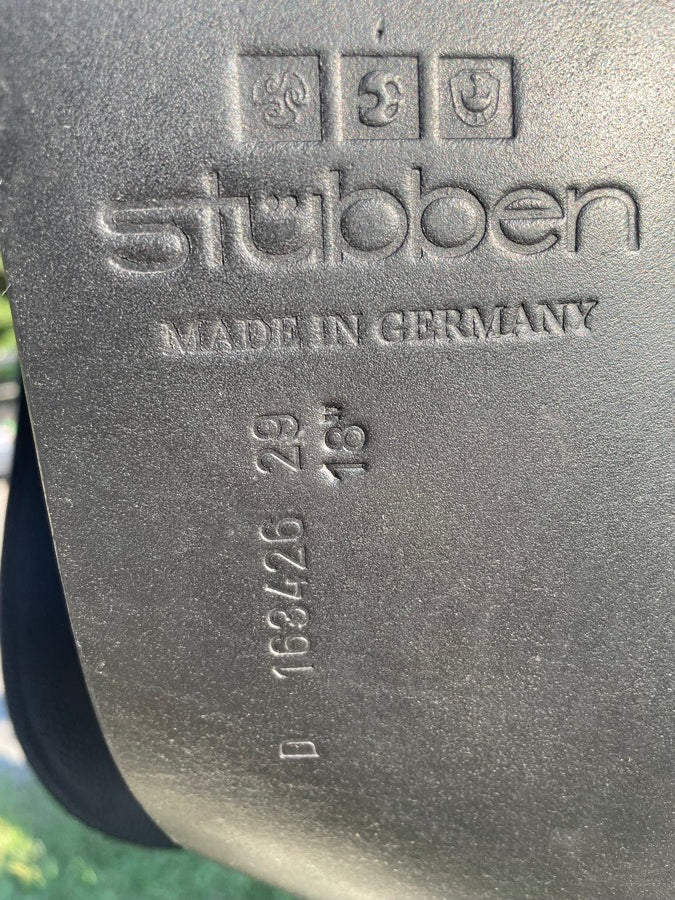 stübben
MADE IN GERMANY
D 163426 29
18"